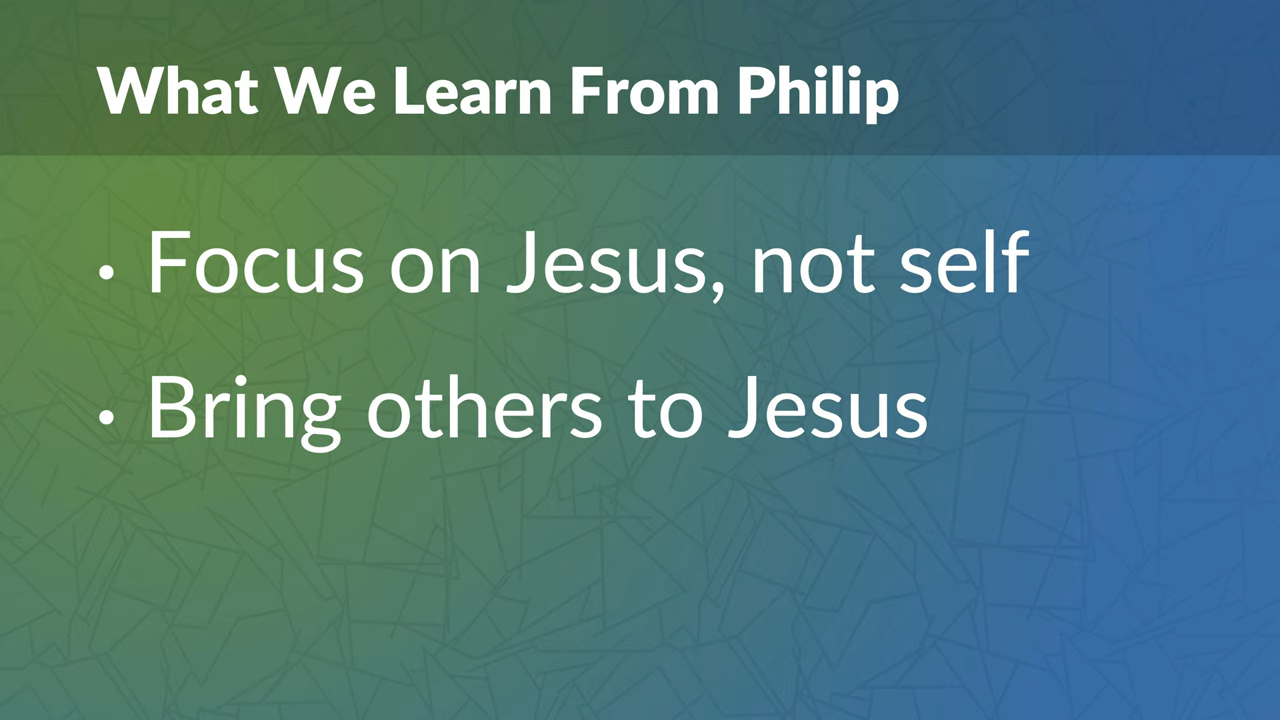 What We Learn From Philip
• Focus on Jesus, not self
• Bring others to Jesus